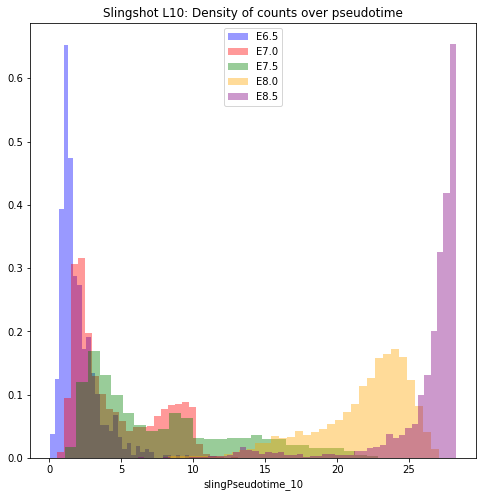 Slingshot L10: Density of counts over pseudotime
E6.5
E7.0
E7.5
E8.0
E8.5
0.6
0.5
0.4
0.3
0.2
0.1
0.0
0 5 10 15 20 25
slingPseudotime_10